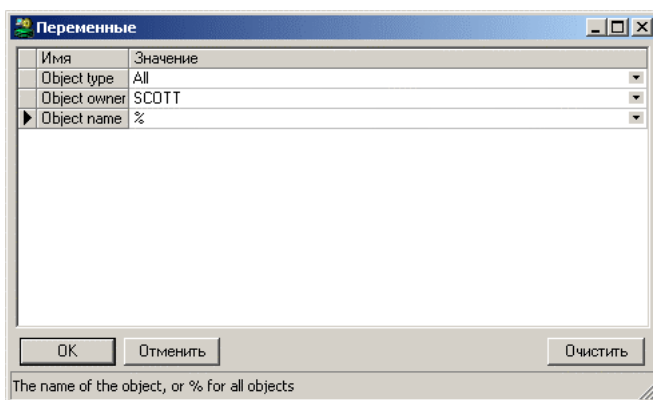 Переменные
Имя Значение
Object type All
Object owner SCOTT
Object name %
OK Отменить Очистить
The name of the object, or % for all objects